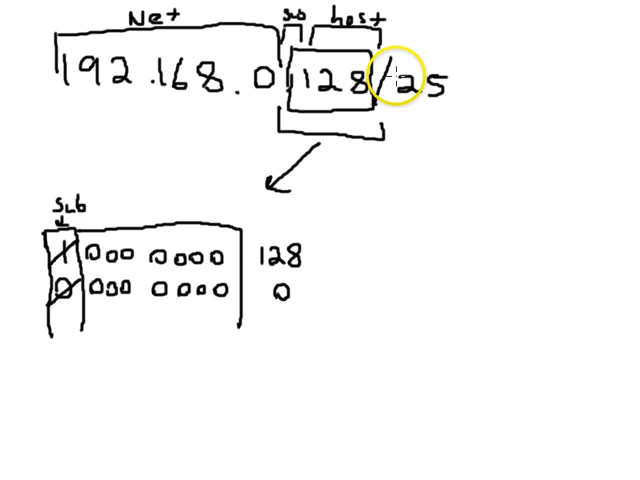 Net sub host
192.168.0.128/25
sub
1000 0000 128
0000 0000 0